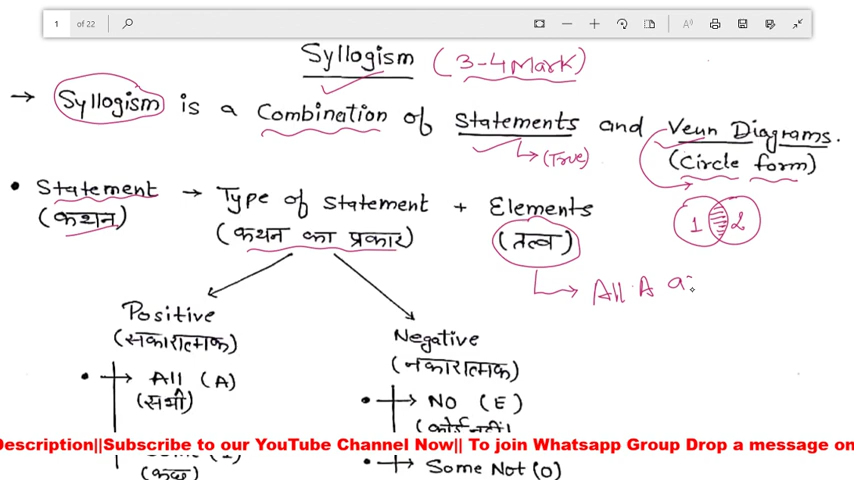 1 of 22
Syllogism (3-4 Mark)
→ Syllogism is a Combination of Statements and Venn Diagrams.
→ (True) (Circle form)
• Statement → Type of statement + Elements
(कथन) (कथन का प्रकार) (तत्व)
1 2
→ All A a
Positive
(सकारात्मक)
Negative
(नकारात्मक)
• → All (A)
(सभी)
• → NO (E)
(कोई नहीं)
Description||Subscribe to our YouTube Channel Now|| To join Whatsapp Group Drop a message on
(कुछ)
• → Some Not (O)